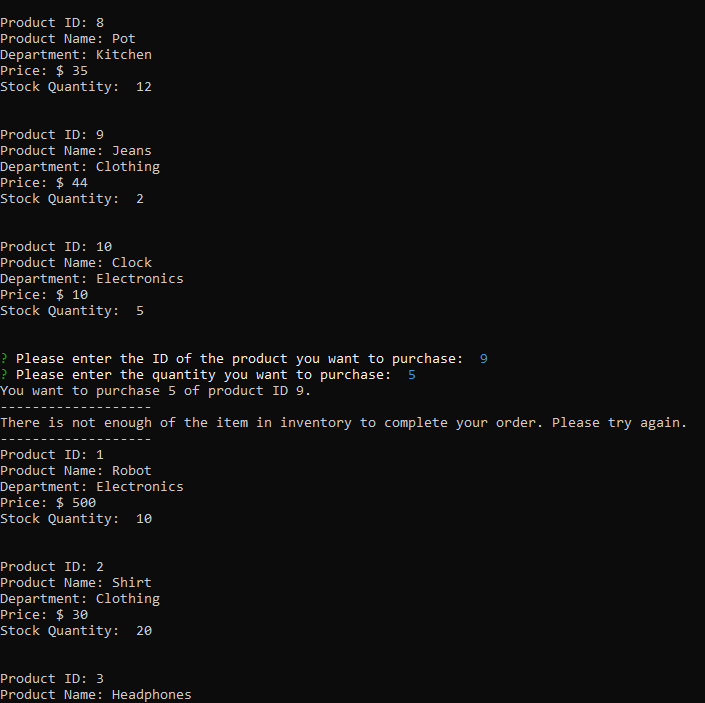 Product ID: 8
Product Name: Pot
Department: Kitchen
Price: $ 35
Stock Quantity:  12
Product ID: 9
Product Name: Jeans
Department: Clothing
Price: $ 44
Stock Quantity:  2
Product ID: 10
Product Name: Clock
Department: Electronics
Price: $ 10
Stock Quantity:  5
? Please enter the ID of the product you want to purchase:  9
? Please enter the quantity you want to purchase:  5
You want to purchase 5 of product ID 9.
-------------------
There is not enough of the item in inventory to complete your order. Please try again.
-------------------
Product ID: 1
Product Name: Robot
Department: Electronics
Price: $ 500
Stock Quantity:  10
Product ID: 2
Product Name: Shirt
Department: Clothing
Price: $ 30
Stock Quantity:  20
Product ID: 3
Product Name: Headphones